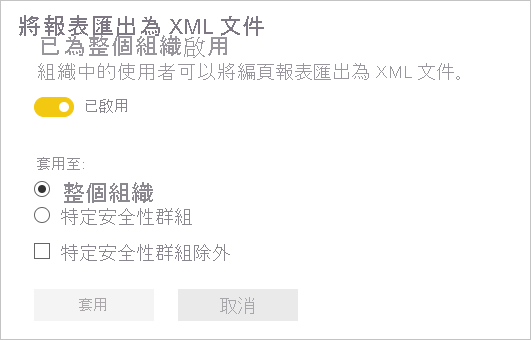 將報表匯出為 XML 文件
已為整個組織啟用
組織中的使用者可以將編頁報表匯出為 XML 文件。
已啟用
套用至:
整個組織
特定安全性群組
特定安全性群組除外
套用
取消